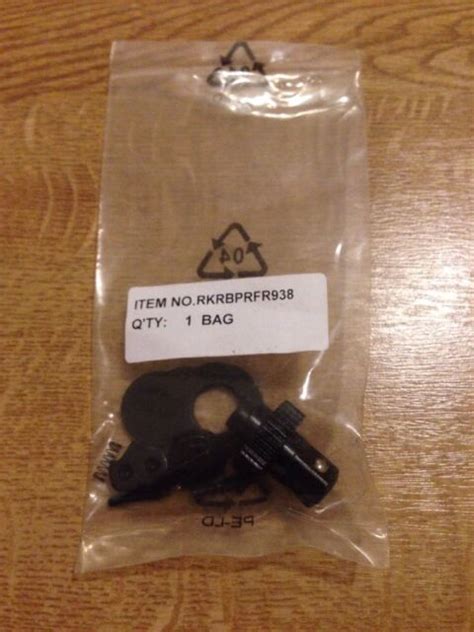 04
ITEM NO.RKRBPRFR938
Q'TY: 1 BAG
PE-LD